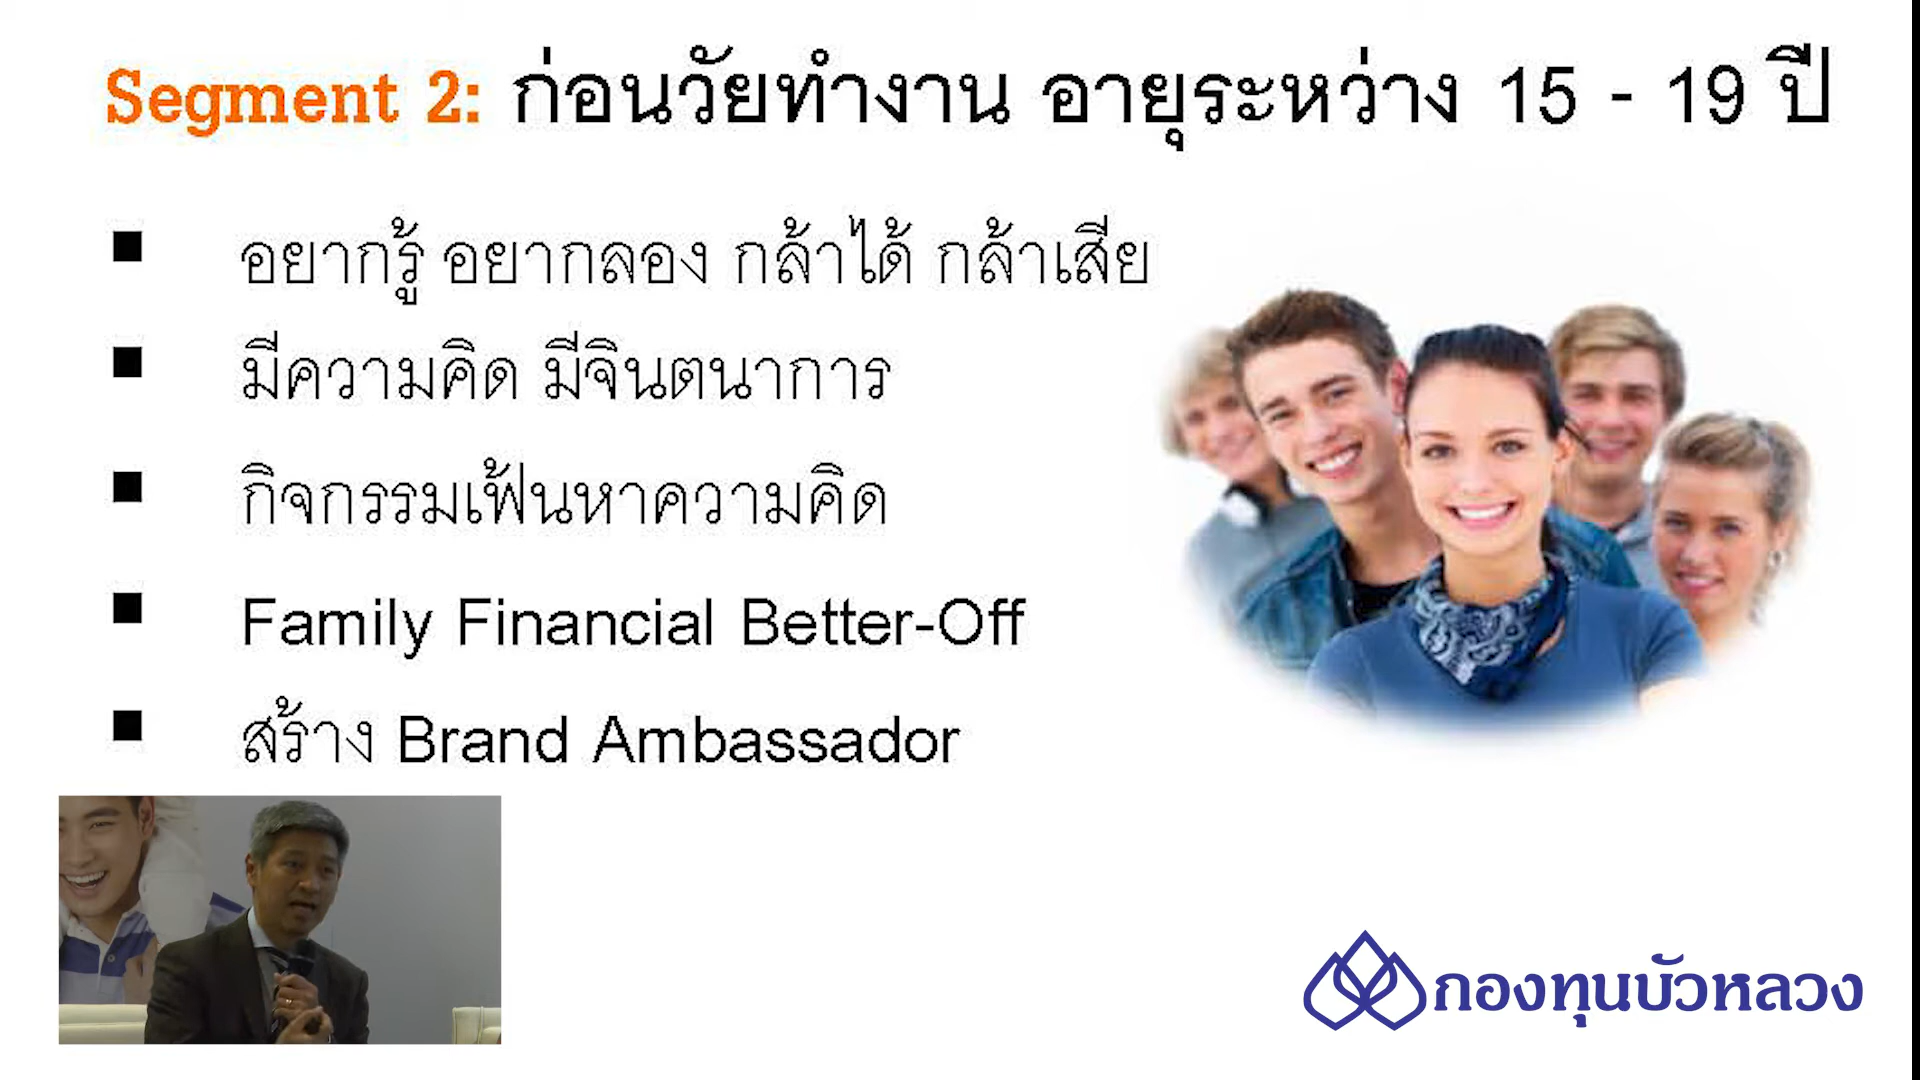 Segment 2: ก่อนวัยทำงาน อายุระหว่าง 15 - 19 ปี
▪ อยากรู้ อยากลอง กล้าได้ กล้าเสีย
▪ มีความคิด มีจินตนาการ
▪ กิจกรรมเฟ้นหาความคิด
▪ Family Financial Better-Off
▪ สร้าง Brand Ambassador
กองทุนบัวหลวง